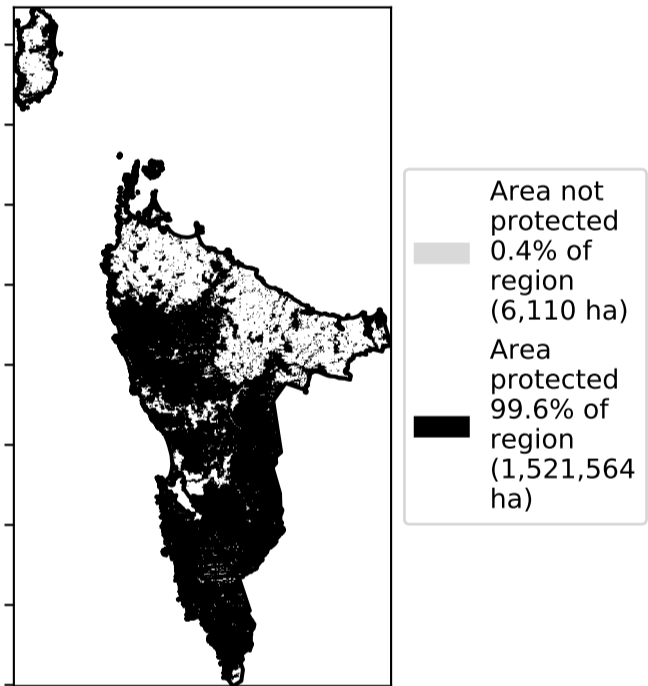 Area not
protected
0.4% of
region
(6,110 ha)
Area
protected
99.6% of
region
(1,521,564
ha)